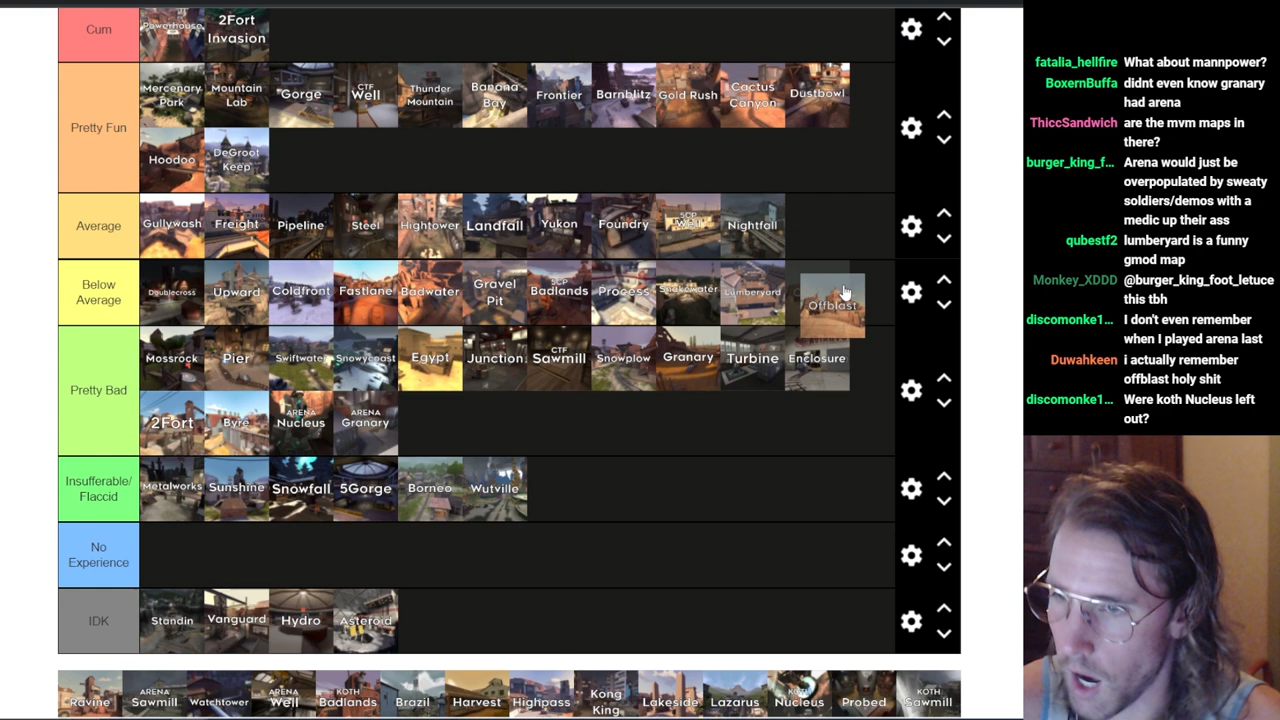 Cum
Powerhouse
2Fort
Invasion
Pretty Fun
Mercenary
Park
Mountain
Lab
Gorge
CTF
Well
Thunder
Mountain
Banana
Bay
Frontier
Barnblitz
Gold Rush
Cactus
Canyon
Dustbowl
Hoodoo
DeGroot
Keep
Average
Gullywash
Freight
Pipeline
Steel
Hightower
Landfall
Yukon
Foundry
5CP
Well
Nightfall
Below
Average
Doublecross
Upward
Coldfront
Fastlane
Badwater
Gravel
Pit
5CP
Badlands
Process
Snakewater
Lumberyard
Offblast
Pretty Bad
Mossrock
Pier
Swiftwater
Snowycoast
Egypt
Junction
CTF
Sawmill
Snowplow
Granary
Turbine
Enclosure
2Fort
Byre
ARENA
Nucleus
ARENA
Granary
Insufferable/
Flaccid
Metalworks
Sunshine
Snowfall
5Gorge
Borneo
Wutville
No
Experience
IDK
Standin
Vanguard
Hydro
Asteroid
Ravine
ARENA
Sawmill
Watchtower
ARENA
Well
KOTH
Badlands
Brazil
Harvest
Highpass
Kong
King
Lakeside
Lazarus
KOTH
Nucleus
Probed
KOTH
Sawmill
fatalia_hellfire What about mannpower?
BoxernBuffa didnt even know granary
had arena
ThiccSandwich are the mvm maps in
there?
burger_king_f... Arena would just be
overpopulated by sweaty
soldiers/demos with a
medic up their ass
qubestf2 lumberyard is a funny
gmod map
Monkey_XDDD @burger_king_foot_letuce
this tbh
discomonke1... I don't even remember
when I played arena last
Duwahkeen i actually remember
offblast holy shit
discomonke1... Were koth Nucleus left
out?